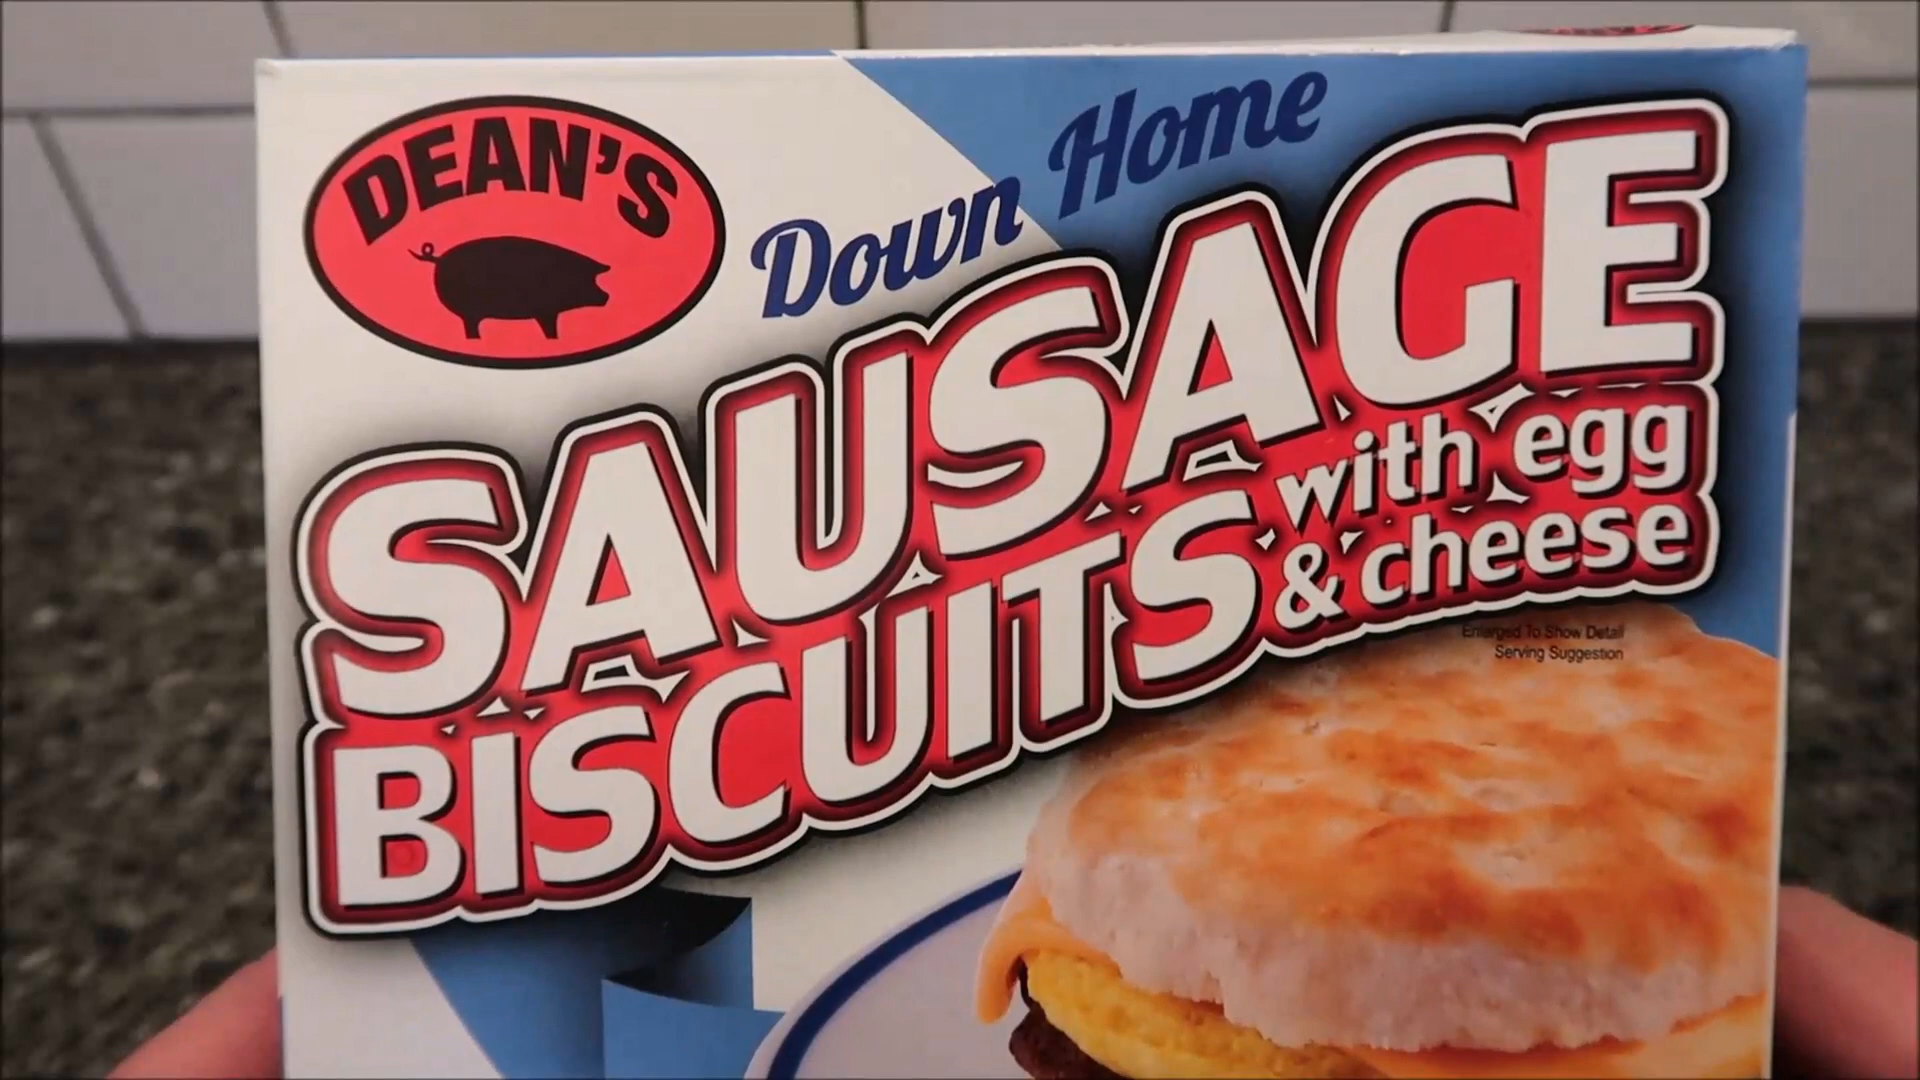 DEAN'S
Down Home
SAUSAGE
BISCUITS
with egg
& cheese
Enlarged To Show Detail
Serving Suggestion